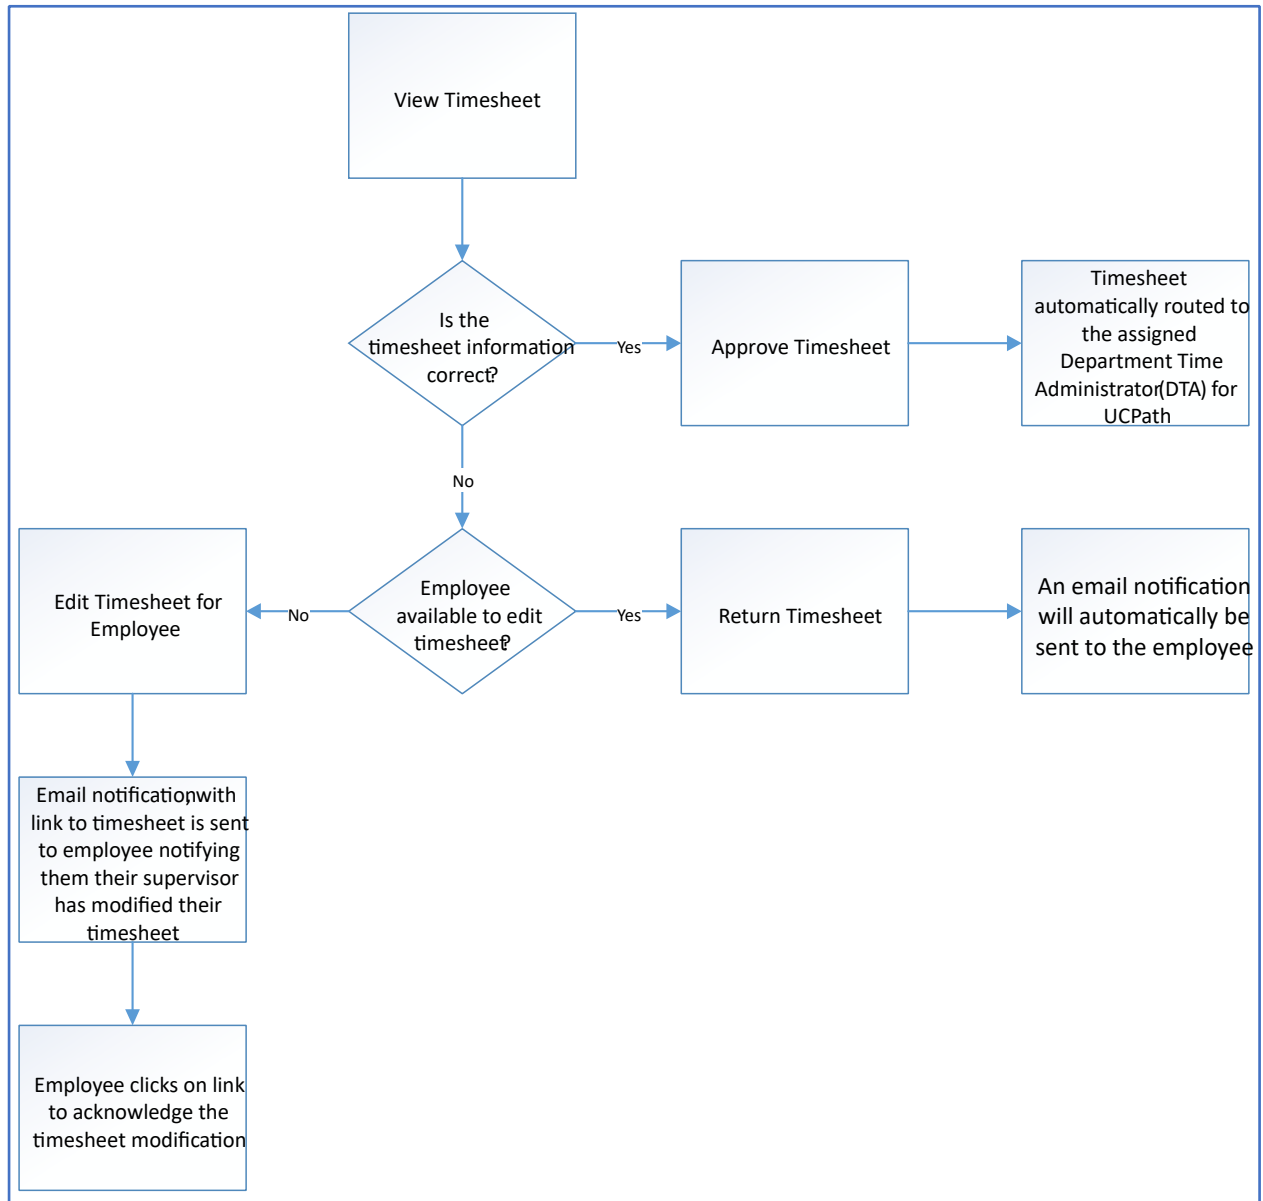 View Timesheet
Is the
timesheet information
correct?
Yes
Approve Timesheet
Timesheet
automatically routed to
the assigned
Department Time
Administrator(DTA) for
UCPath
No
Edit Timesheet for
Employee
No
Employee
available to edit
timesheet?
Yes
Return Timesheet
An email notification
will automatically be
sent to the employee
Email notification,with
link to timesheet is sent
to employee notifying
them their supervisor
has modified their
timesheet
Employee clicks on link
to acknowledge the
timesheet modification